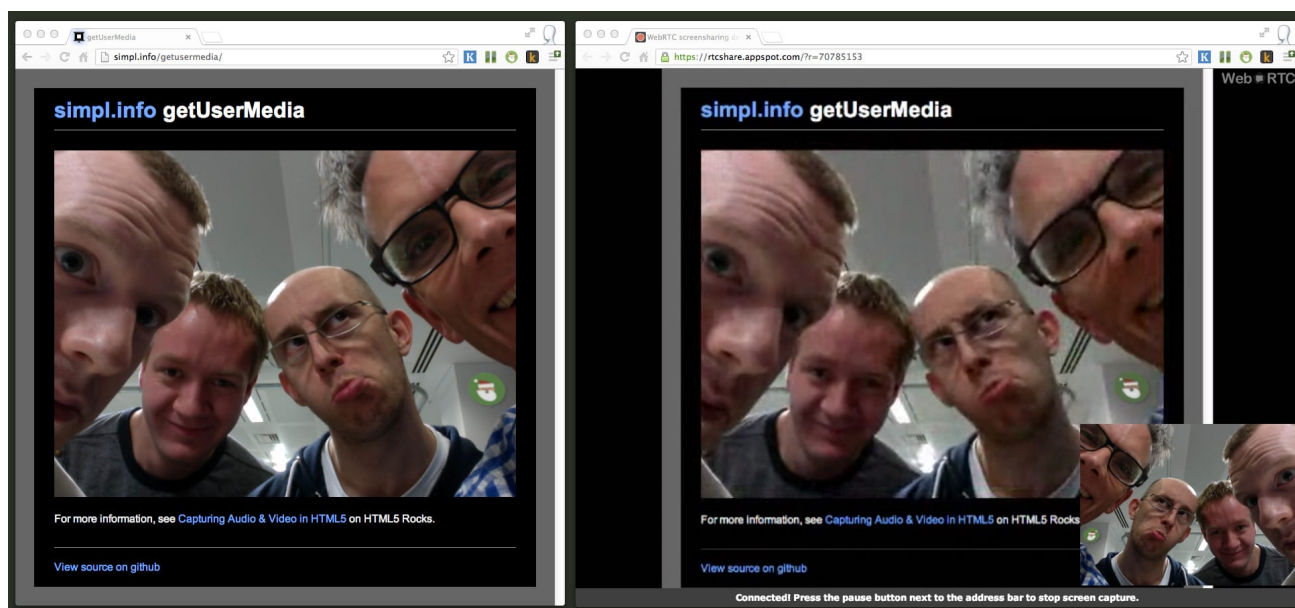 getUserMedia
simpl.info/getusermedia/
simpl.info getUserMedia
For more information, see Capturing Audio & Video in HTML5 on HTML5 Rocks.
View source on github
WebRTC screensharing
https://rtcshare.appspot.com/?r=70785153
Web RTC
simpl.info getUserMedia
For more information, see Capturing Audio & Video in HTML5 on HTML5 Rocks
View source on github
Connected! Press the pause button next to the address bar to stop screen capture.